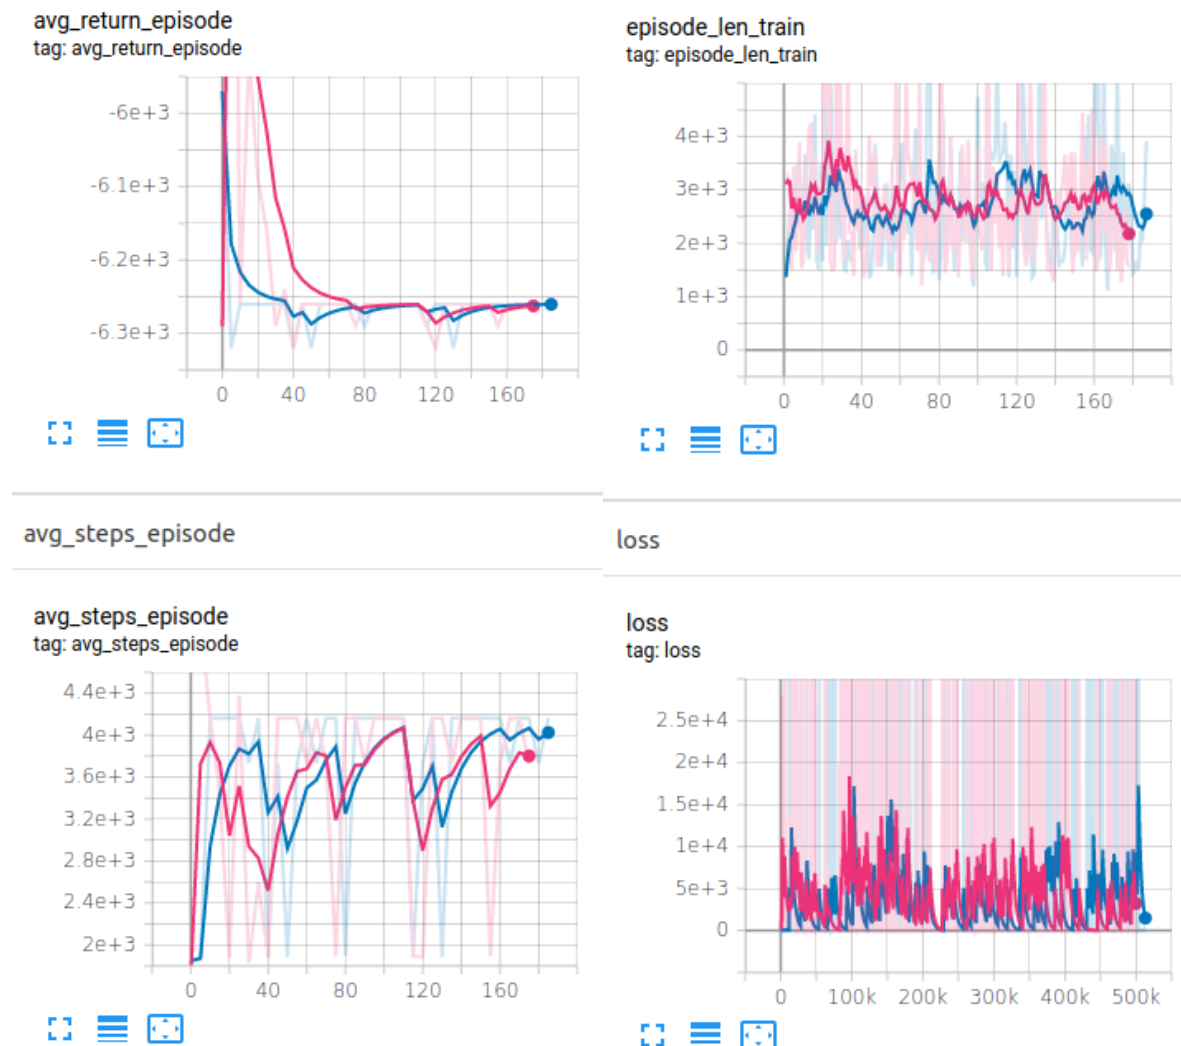 avg_return_episode
tag: avg_return_episode
-6e+3
-6.1e+3
-6.2e+3
-6.3e+3
0 40 80 120 160
episode_len_train
tag: episode_len_train
4e+3
3e+3
2e+3
1e+3
0
0 40 80 120 160
avg_steps_episode
loss
avg_steps_episode
tag: avg_steps_episode
4.4e+3
4e+3
3.6e+3
3.2e+3
2.8e+3
2.4e+3
2e+3
0 40 80 120 160
loss
tag: loss
2.5e+4
2e+4
1.5e+4
1e+4
5e+3
0
0 100k 200k 300k 400k 500k